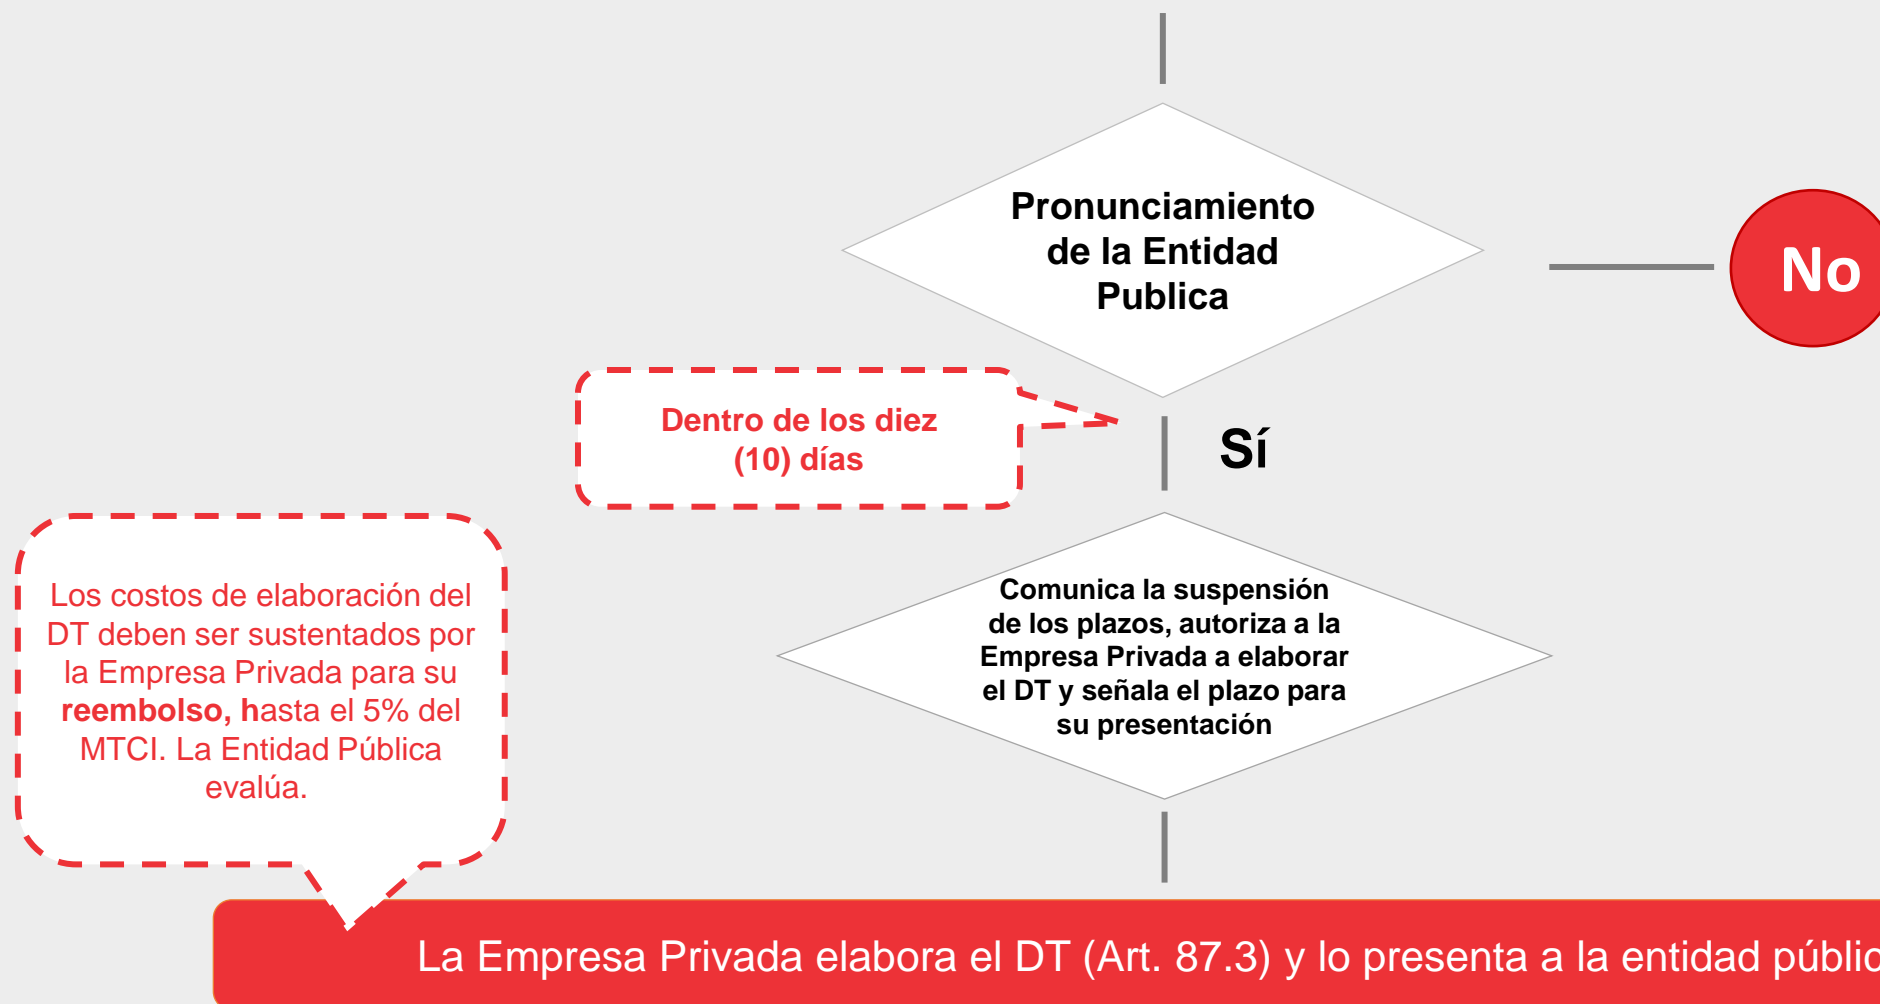 Pronunciamiento
de la Entidad
Publica
No
Dentro de los diez
(10) días
Sí
Los costos de elaboración del
DT deben ser sustentados por
la Empresa Privada para su
reembolso, hasta el 5% del
MTCI. La Entidad Pública
evalúa.
Comunica la suspensión
de los plazos, autoriza a la
Empresa Privada a elaborar
el DT y señala el plazo para
su presentación
La Empresa Privada elabora el DT (Art. 87.3) y lo presenta a la entidad públic